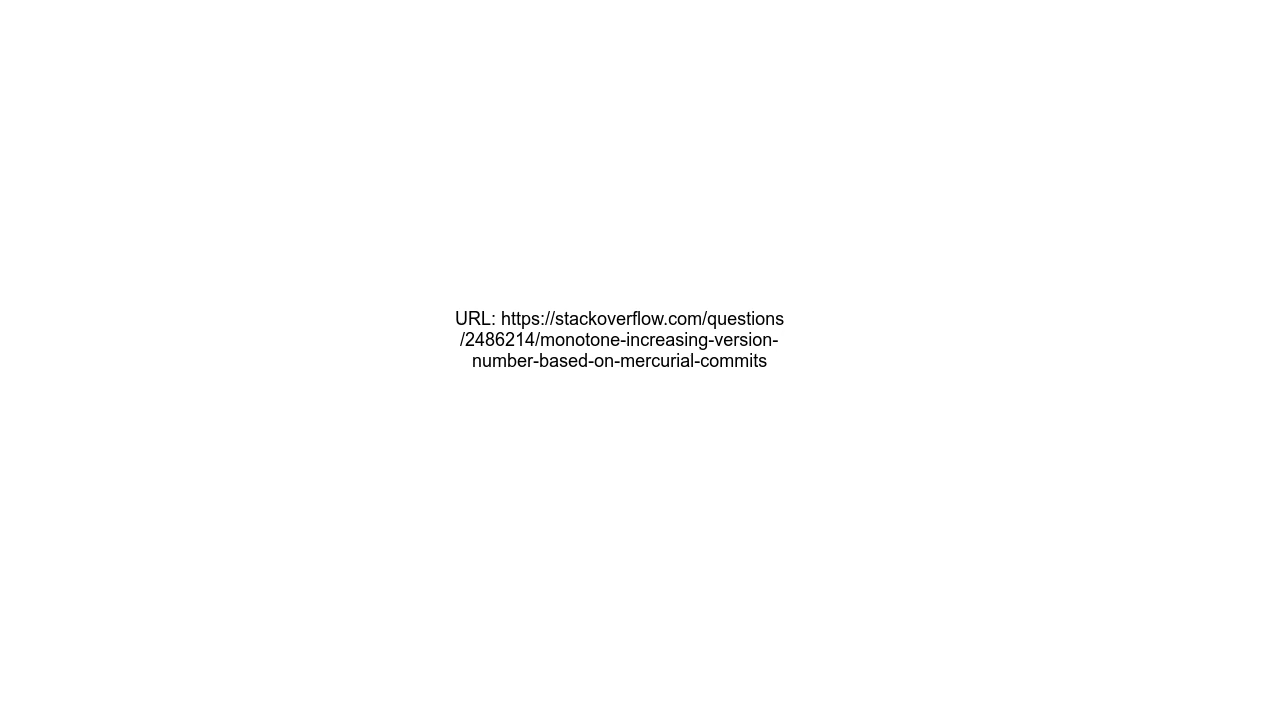 URL: https://stackoverflow.com/questions
/2486214/monotone-increasing-version-
number-based-on-mercurial-commits